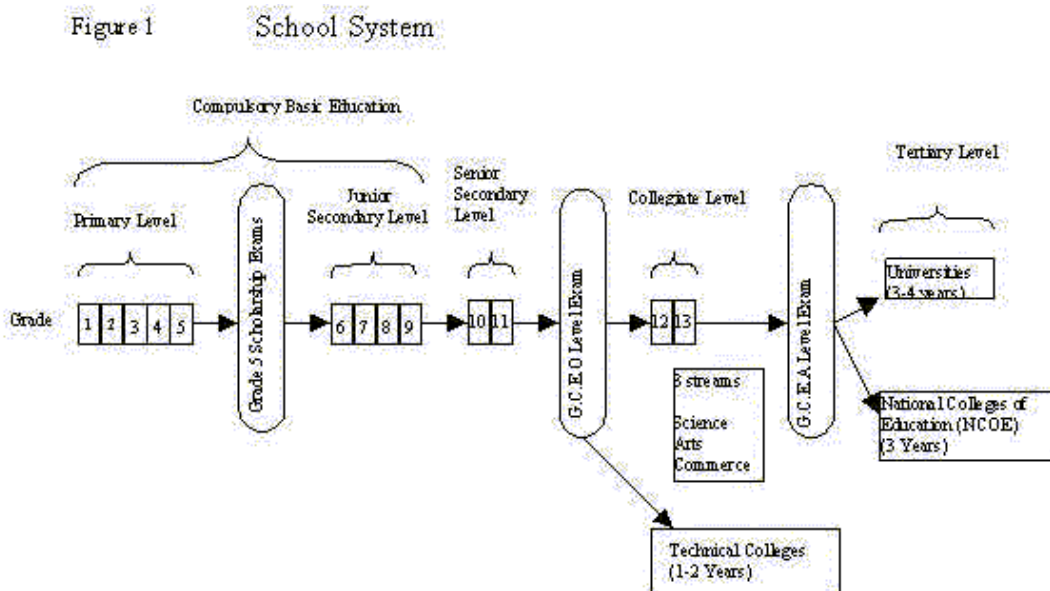 Figure 1
School System
Compulsory Basic Education
Tertiary Level
Senior
Secondary
Level
Junior
Secondary Level
Primary Level
Collegiate Level
Grade
1 2 3 4 5
Grade 5 Scholarship Exams
6 7 8 9
10 11
G.C.E.O Level Exam
12 13
G.C.E.A Level Exam
Universities
(3-4 years)
3 streams
Science
Arts
Commerce
National Colleges of
Education (NCOE)
(3 Years)
Technical Colleges
(1-2 Years)